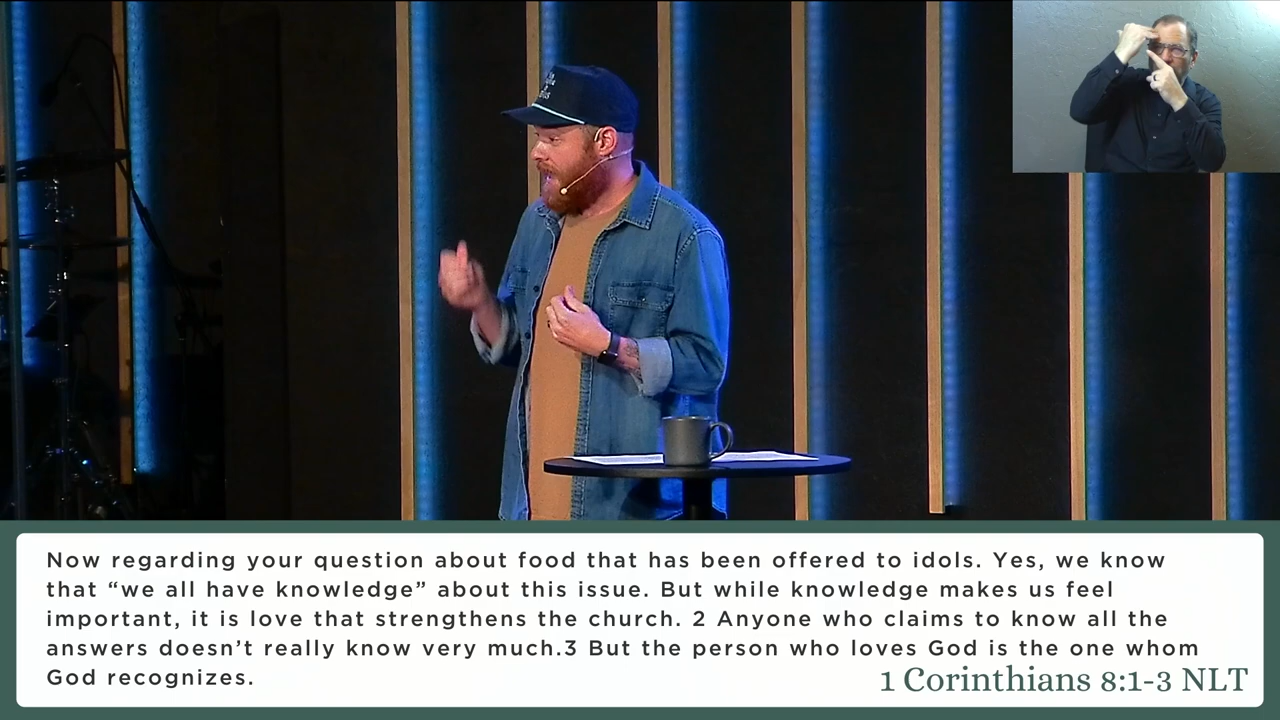 Now regarding your question about food that has been offered to idols. Yes, we know
that “we all have knowledge” about this issue. But while knowledge makes us feel
important, it is love that strengthens the church. 2 Anyone who claims to know all the
answers doesn’t really know very much.3 But the person who loves God is the one whom
God recognizes.
1 Corinthians 8:1-3 NLT